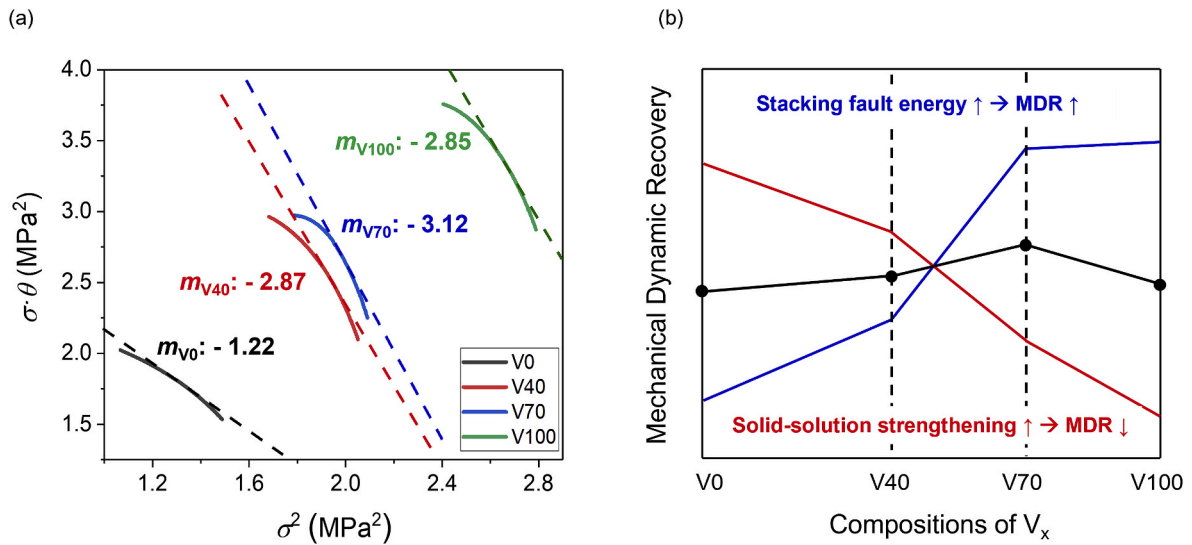 (a)
4.0
3.5
3.0
2.5
2.0
1.5
σ·θ (MPa²)
m_V100: - 2.85
m_V70: - 3.12
m_V40: - 2.87
m_V0: - 1.22
V0
V40
V70
V100
1.2 1.6 2.0 2.4 2.8
σ² (MPa²)
(b)
Mechanical Dynamic Recovery
Stacking fault energy ↑ → MDR ↑
Solid-solution strengthening ↑ → MDR ↓
V0 V40 V70 V100
Compositions of Vₓ